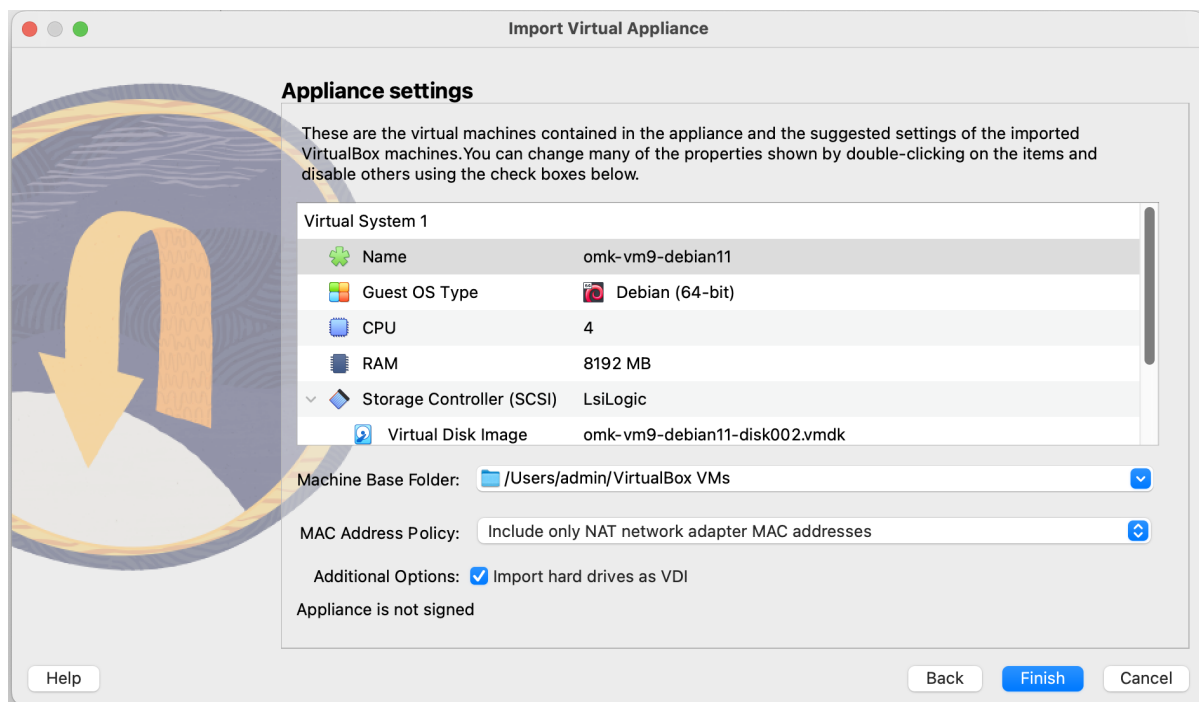 Import Virtual Appliance
Appliance settings
These are the virtual machines contained in the appliance and the suggested settings of the imported
VirtualBox machines.You can change many of the properties shown by double-clicking on the items and
disable others using the check boxes below.
Virtual System 1
Name omk-vm9-debian11
Guest OS Type Debian (64-bit)
CPU 4
RAM 8192 MB
Storage Controller (SCSI) LsiLogic
Virtual Disk Image omk-vm9-debian11-disk002.vmdk
Machine Base Folder: /Users/admin/VirtualBox VMs
MAC Address Policy: Include only NAT network adapter MAC addresses
Additional Options: Import hard drives as VDI
Appliance is not signed
Help Back Finish Cancel